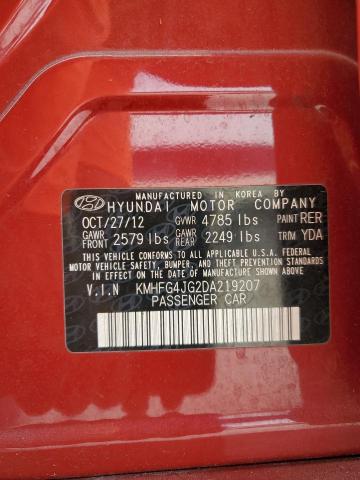 MANUFACTURED IN KOREA BY
HYUNDAI MOTOR COMPANY
OCT/27/12 GVWR 4785 lbs PAINT RER
GAWR FRONT 2579 lbs GAWR REAR 2249 lbs TRIM YDA
THIS VEHICLE CONFORMS TO ALL APPLICABLE U.S.A. FEDERAL
MOTOR VEHICLE SAFETY, BUMPER, AND THEFT PREVENTION STANDARDS
IN EFFECT ON THE DATE OF MANUFACTURE SHOWN ABOVE.
V.I.N KMHFG4JG2DA219207
PASSENGER CAR